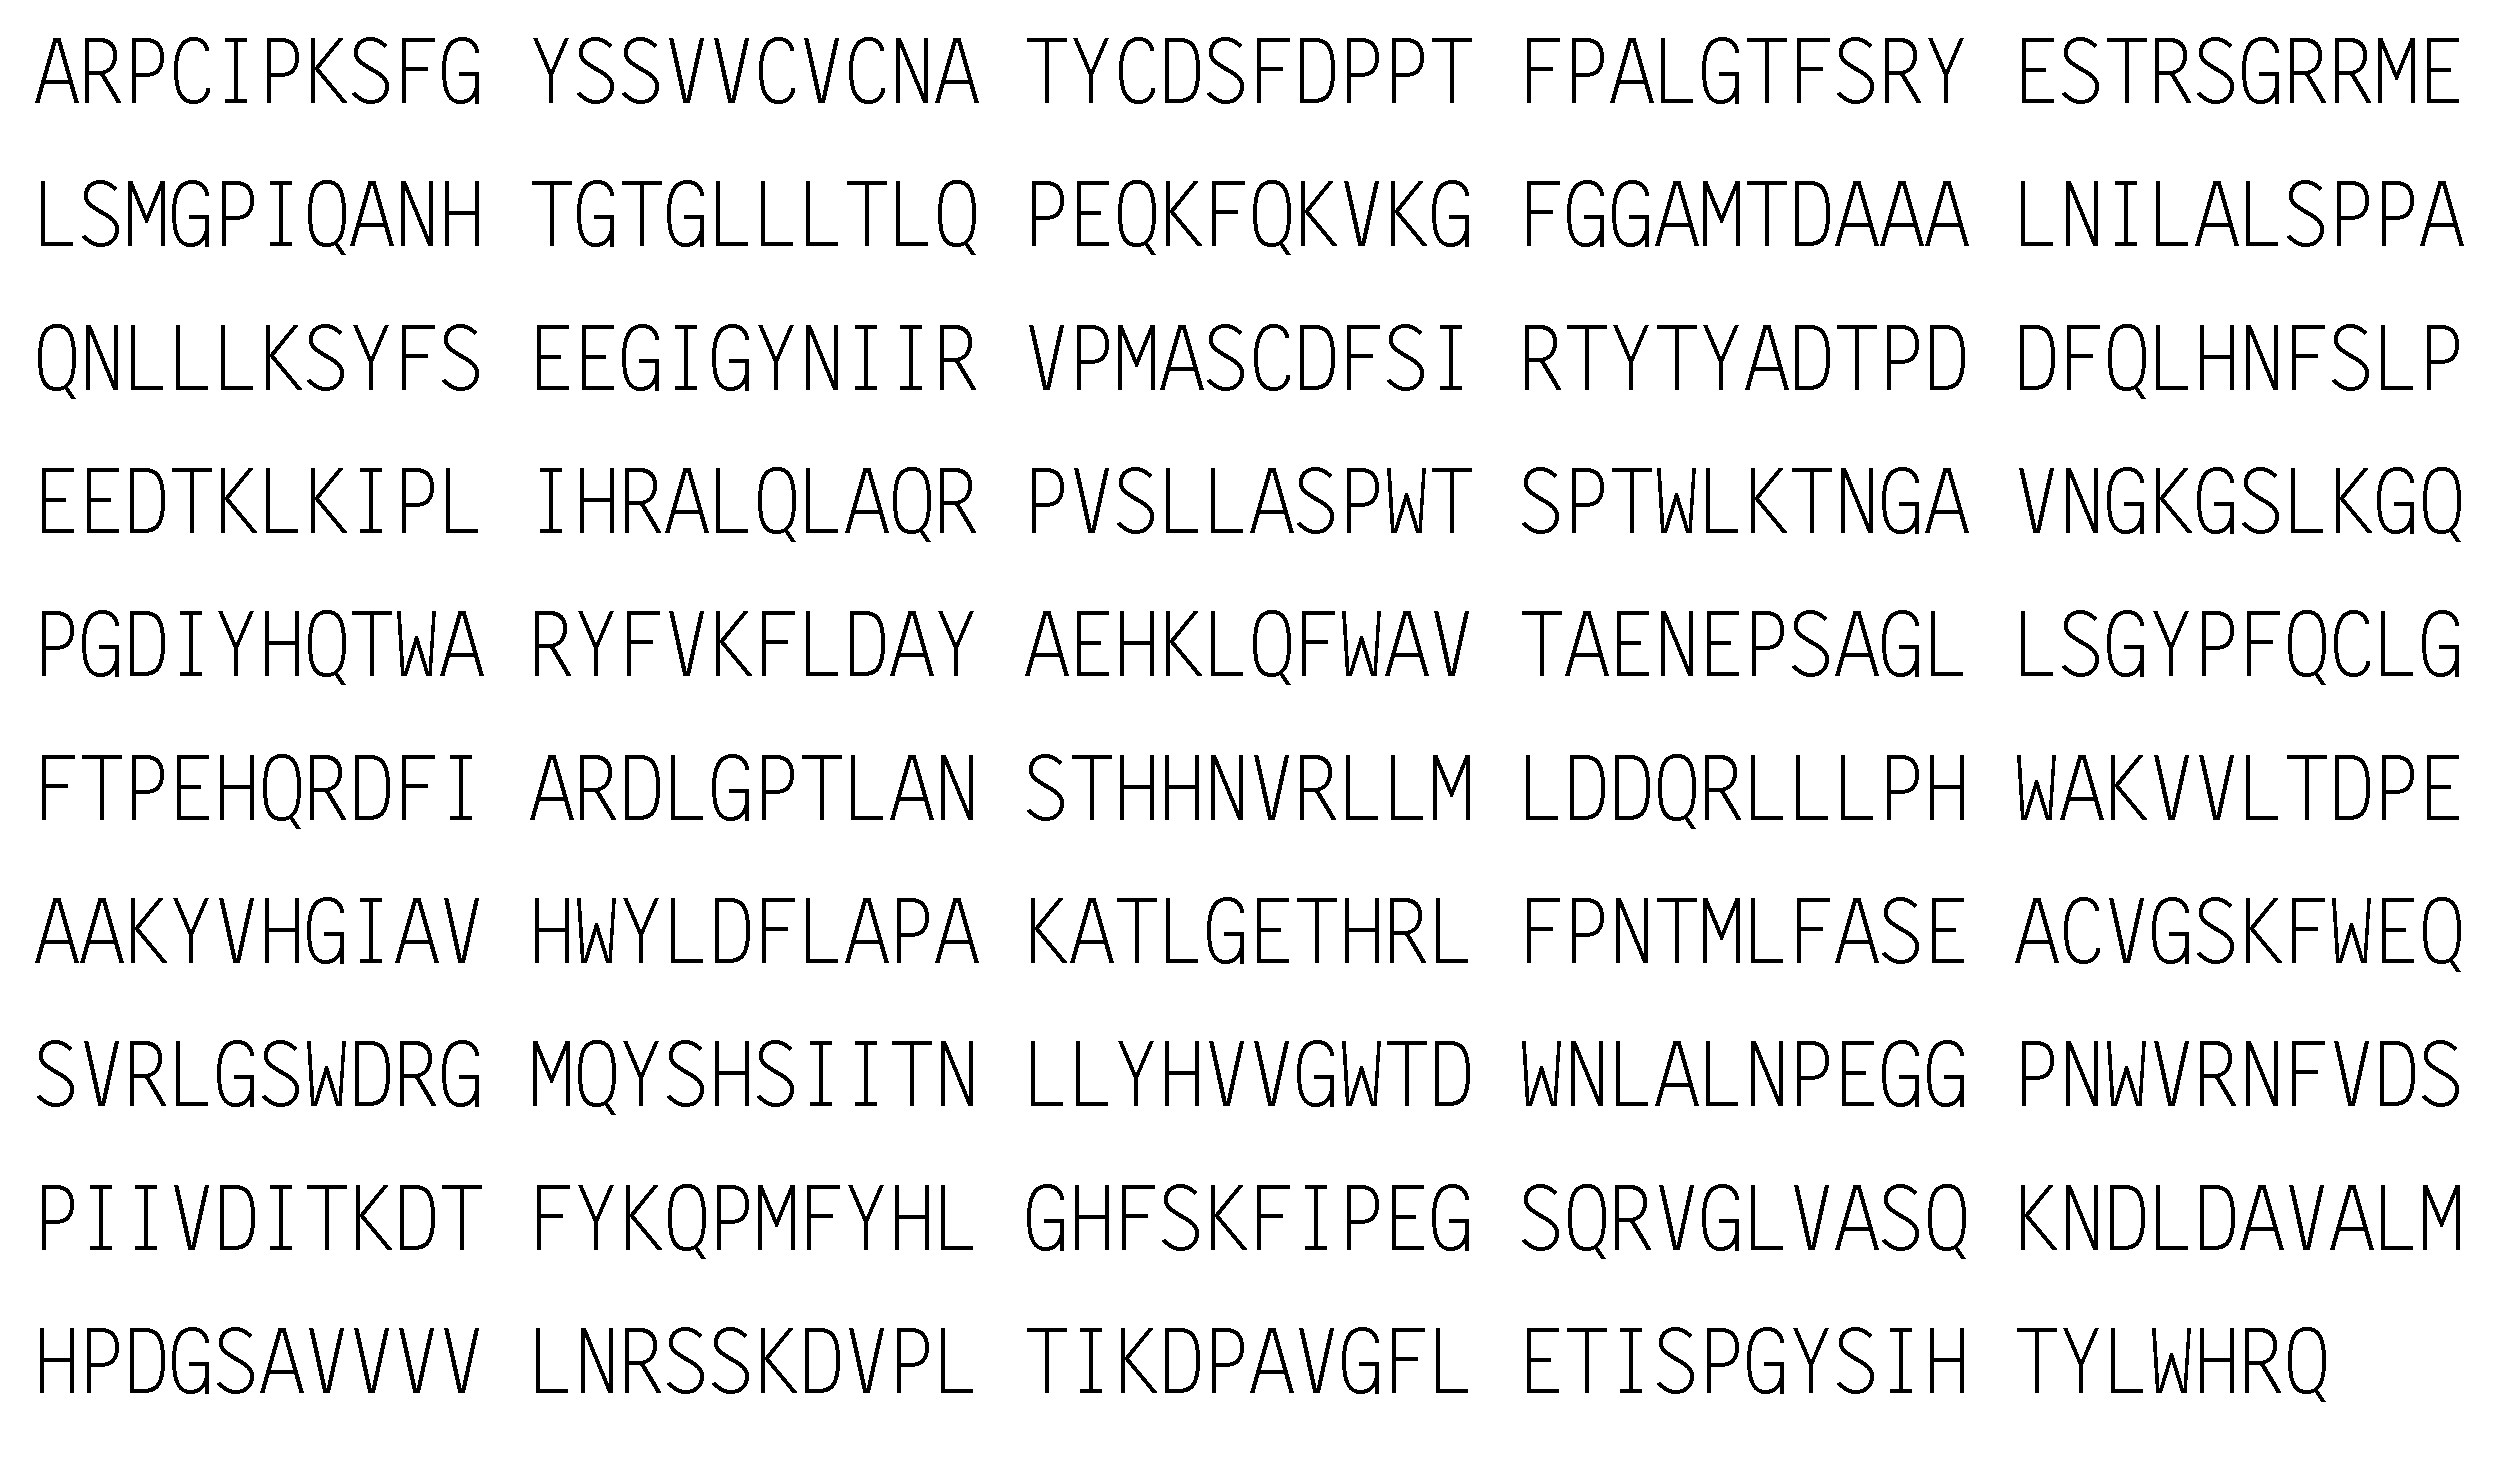 ARPCIPKSFG YSSVVCVCNA TYCDSFDPPT FPALGTFSRY ESTRSGRRME
LSMGPIQANH TGTGLLLTLQ PEQKFQKVKG FGGAMTDAAA LNILALSPPA
QNLLLKSYFS EEGIGYNIIR VPMASCDFSI RTYTYADTPD DFQLHNFSLP
EEDTKLKIPL IHRALQLAQR PVSLLASPWT SPTWLKTNGA VNGKGSLKGQ
PGDIYHQTWA RYFVKFLDAY AEHKLQFWAV TAENEPSAGL LSGYPFQCLG
FTPEHQRDFI ARDLGPTLAN STHHNVRLLM LDDQRLLLPH WAKVVLTDPE
AAKYVHGIAV HWYLDFLAPA KATLGETHRL FPNTMLFASE ACVGSKFWEQ
SVRLGSWDRG MQYSHSIITN LLYHVVGWTD WNLALNPEGG PNWVRNFVDS
PIIVDITKDT FYKQPMFYHL GHFSKFIPEG SQRVGLVASQ KNDLDAVALM
HPDGSAVVVV LNRSSKDVPL TIKDPAVGFL ETISPGYSIH TYLWHRQ